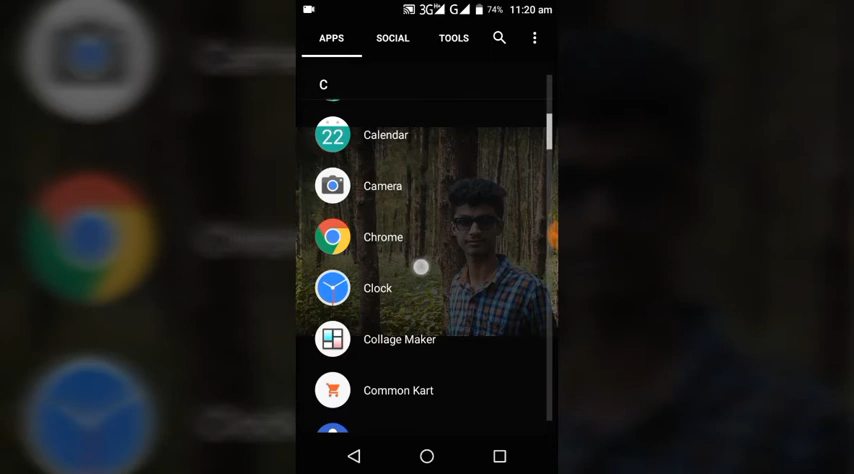 3G H+ G 74% 11:20 am
APPS SOCIAL TOOLS
C
22 Calendar
Camera
Chrome
Clock
Collage Maker
Common Kart